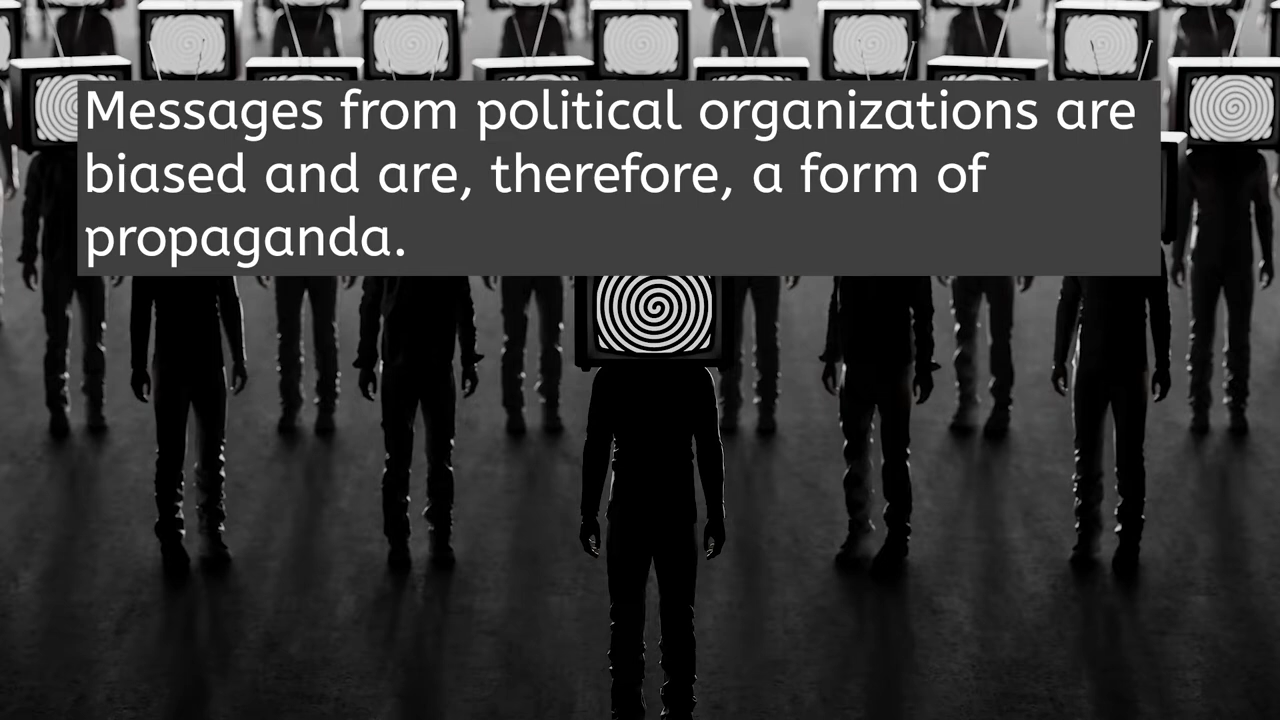 Messages from political organizations are
biased and are, therefore, a form of
propaganda.